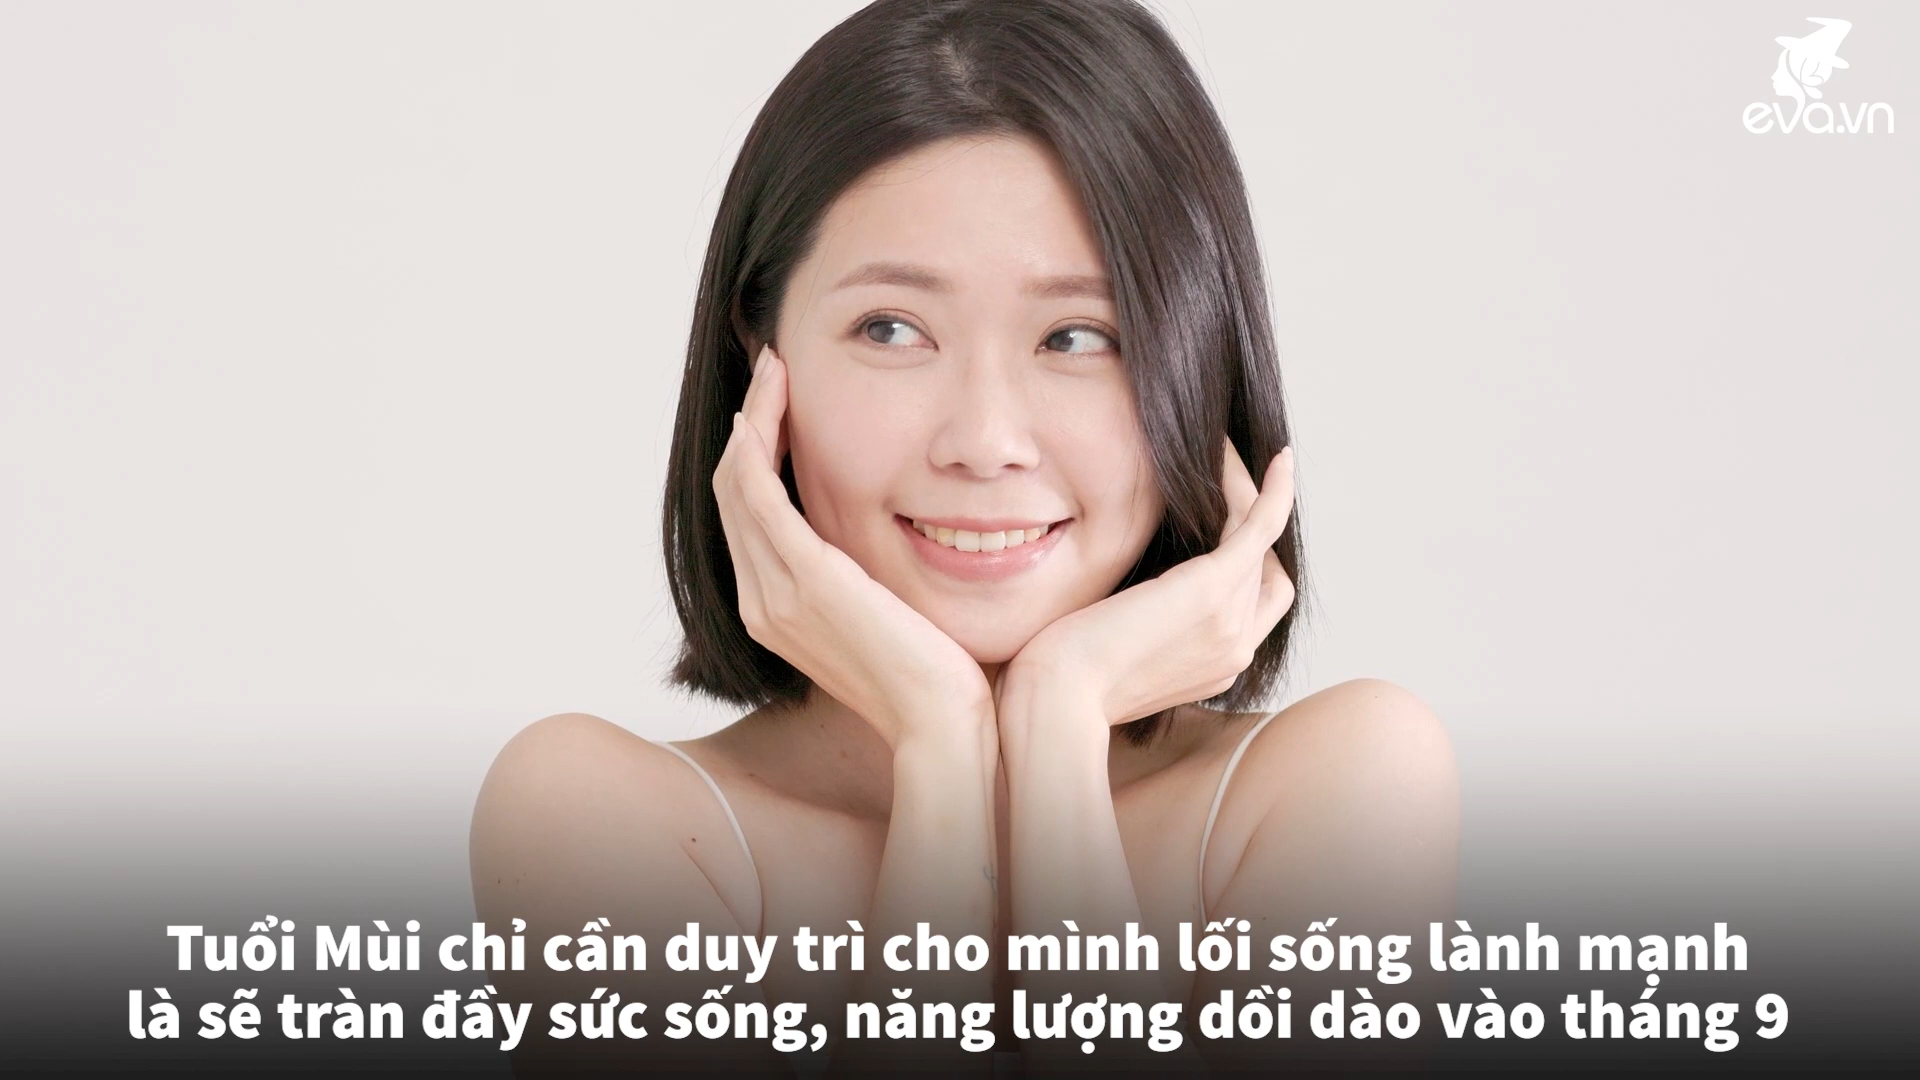 eva.vn
Tuổi Mùi chỉ cần duy trì cho mình lối sống lành mạnh
là sẽ tràn đầy sức sống, năng lượng dồi dào vào tháng 9